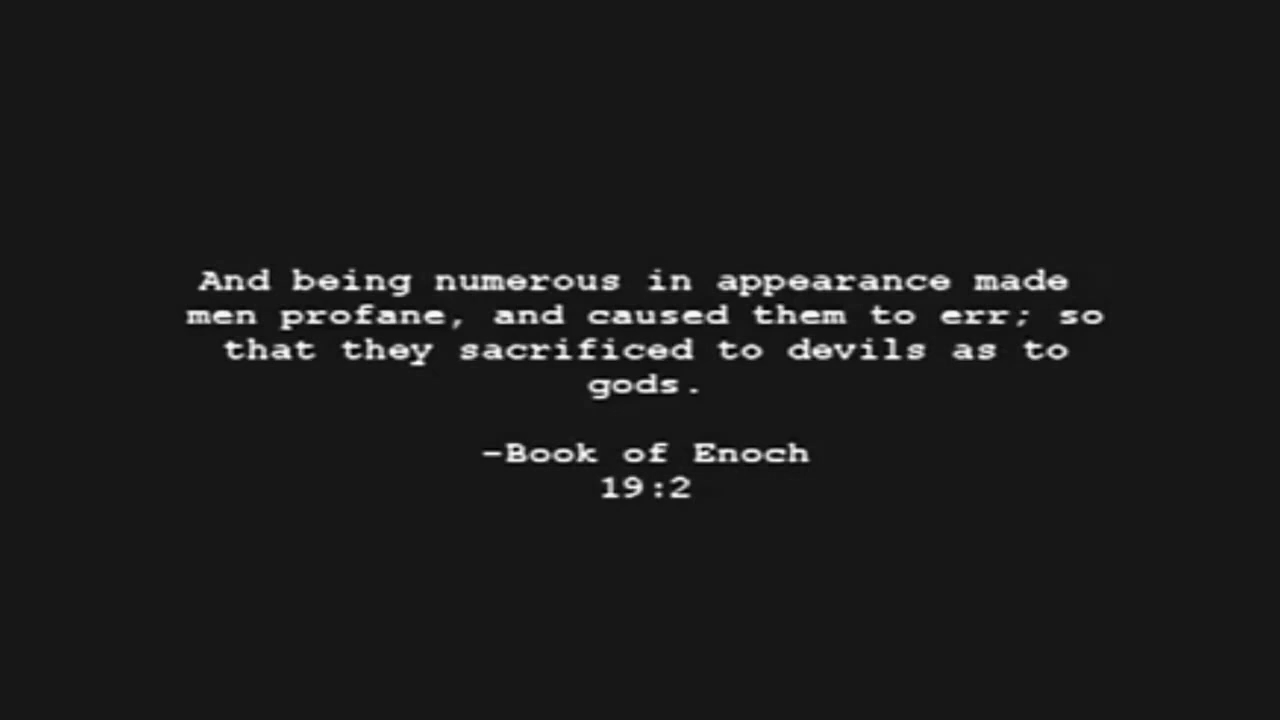 And being numerous in appearance made
men profane, and caused them to err; so
that they sacrificed to devils as to
gods.
-Book of Enoch
19:2